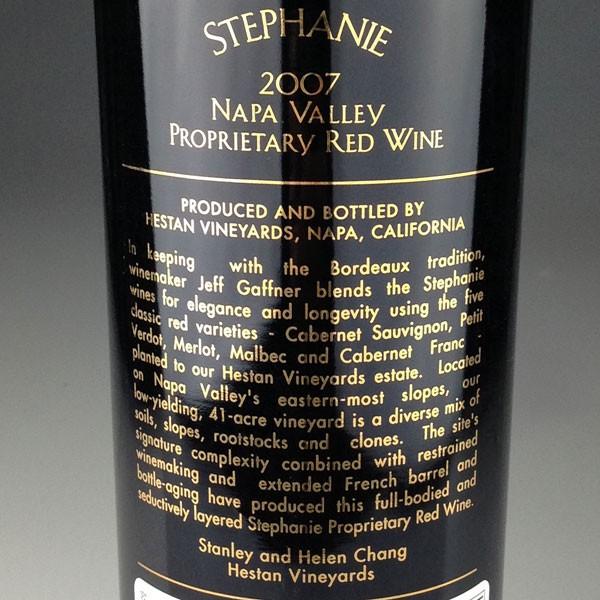 STEPHANIE
2007
NAPA VALLEY
PROPRIETARY RED WINE
PRODUCED AND BOTTLED BY
HESTAN VINEYARDS, NAPA, CALIFORNIA
In keeping with the Bordeaux tradition,
winemaker Jeff Gaffner blends the Stephanie
wines for elegance and longevity using the five
classic red varieties - Cabernet Sauvignon, Petit
Verdot, Merlot, Malbec and Cabernet Franc -
planted to our Hestan Vineyards estate. Located
on Napa Valley's eastern-most slopes, our
low-yielding, 41-acre vineyard is a diverse mix of
soils, slopes, rootstocks and clones. The site's
signature complexity combined with restrained
winemaking and extended French barrel and
bottle-aging have produced this full-bodied and
seductively layered Stephanie Proprietary Red Wine.
Stanley and Helen Chang
Hestan Vineyards